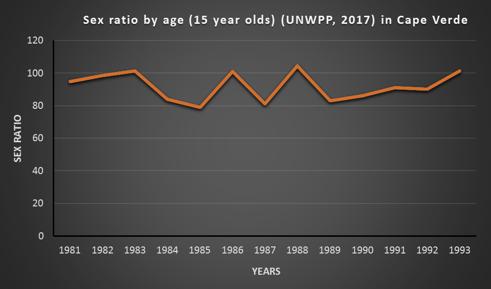 Sex ratio by age (15 year olds) (UNWPP, 2017) in Cape Verde
120
100
80
60
40
20
0
SEX RATIO
1981 1982 1983 1984 1985 1986 1987 1988 1989 1990 1991 1992 1993
YEARS